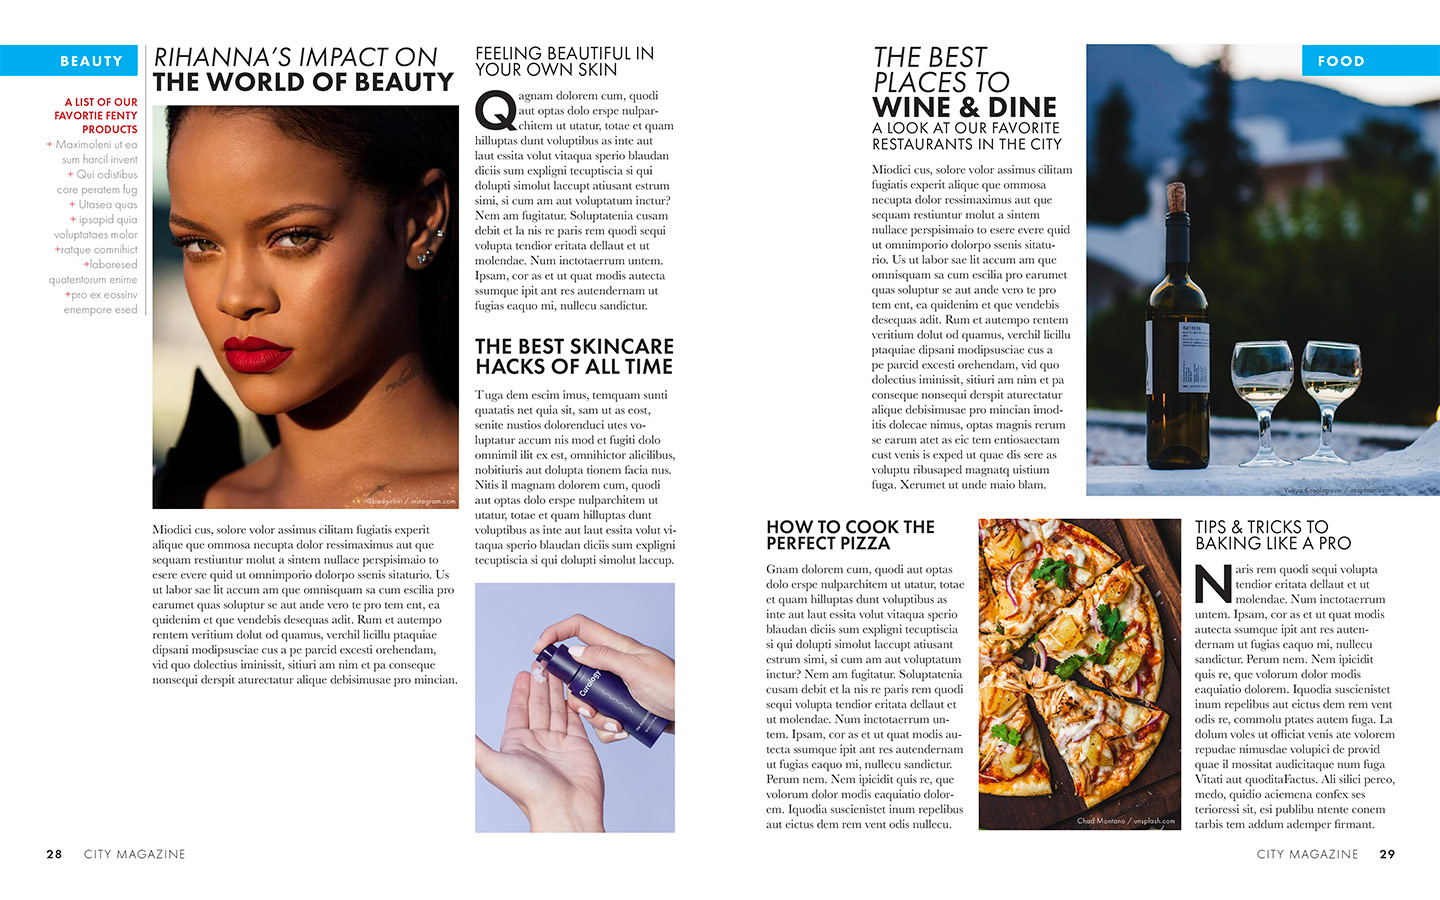 BEAUTY
A LIST OF OUR
FAVORTIE FENTY
PRODUCTS
+ Maximoleni ut ea
sum harcil invent
+ Qui odistibus
core peratem fug
+ Utasea quas
+ ipsapid quia
voluptataes molor
+ratque comnihict
+laboresed
quatentorum enime
+pro ex eossinv
enempore esed
RIHANNA'S IMPACT ON
THE WORLD OF BEAUTY
@badgirlriri / instagram.com
Miodici cus, solore volor assimus cilitam fugiatis experit
alique que ommosa necupta dolor ressimaximus aut que
sequam restiuntur molut a sintem nullace perspisimaio to
esere evere quid ut omnimporio dolorpo ssenis sitaturio. Us
ut labor sae lit accum am que omnisquam sa cum escilia pro
earumet quas soluptur se aut ande vero te pro tem ent, ea
quidenim et que vendebis desequas adit. Rum et autempo
rentem veritium dolut od quamus, verchil licillu ptaquiae
dipsani modipsusciac cus a pe parcid excesti orehendam,
vid quo dolectius iminissit, sitiuri am nim et pa conseque
nonsequi derspit aturectatur alique debisimusae pro mincian.
FEELING BEAUTIFUL IN
YOUR OWN SKIN
Qagnam dolorem cum, quodi
aut optas dolo erspe nulpar-
chitem ut utatur, totae et quam
hilluptas dunt voluptibus as inte aut
laut essita volut vitaqua sperio blaudan
diciis sum expligni tecuptiscia si qui
dolupti simolut laccupt atiusant estrum
simi, si cum am aut voluptatum inctur?
Nem am fugitatur. Soluptatenia cusam
debit et la nis re paris rem quodi sequi
volupta tendior eritata dellaut et ut
molendae. Num inctotaerrum untem.
Ipsam, cor as et ut quat modis autecta
ssumque ipit ant res autendernam ut
fugias eaquo mi, nullecu sandictur.
THE BEST SKINCARE
HACKS OF ALL TIME
Tuga dem escim imus, temquam sunti
quatatis net quia sit, sam ut as eost,
senite nustios dolorenduci utes vo-
luptatur accum nis mod et fugiti dolo
omnimil ilit ex est, omnihictor alicilibus,
nobitiuris aut dolupta tionem facia nus.
Nitis il magnam dolorem cum, quodi
aut optas dolo erspe nulparchitem ut
utatur, totae et quam hilluptas dunt
voluptibus as inte aut laut essita volut vi-
taqua sperio blaudan diciis sum expligni
tecuptiscia si qui dolupti simolut laccup.
Curology
28 CITY MAGAZINE
THE BEST
PLACES TO
WINE & DINE
A LOOK AT OUR FAVORITE
RESTAURANTS IN THE CITY
Miodici cus, solore volor assimus cilitam
fugiatis experit alique que ommosa
necupta dolor ressimaximus aut que
sequam restiuntur molut a sintem
nullace perspisimaio to esere evere quid
ut omnimporio dolorpo ssenis sitatu-
rio. Us ut labor sae lit accum am que
omnisquam sa cum escilia pro earumet
quas soluptur se aut ande vero te pro
tem ent, ea quidenim et que vendebis
desequas adit. Rum et autempo rentem
veritium dolut od quamus, verchil licillu
ptaquiae dipsani modipsusciac cus a
pe parcid excesti orehendam, vid quo
dolectius iminissit, sitiuri am nim et pa
conseque nonsequi derspit aturectatur
alique debisimusae pro mincian imod-
itis dolecae nimus, optas magnis rerum
se earum atet as eic tem entiosaectam
cust venis is exped ut quae dis sere as
voluptu ribusaped magnatq uistium
fuga. Xerumet ut unde maio blam.
FOOD
Yuliya Kosolapova / unsplash.com
HOW TO COOK THE
PERFECT PIZZA
Gnam dolorem cum, quodi aut optas
dolo erspe nulparchitem ut utatur, totae
et quam hilluptas dunt voluptibus as
inte aut laut essita volut vitaqua sperio
blaudan diciis sum expligni tecuptiscia
si qui dolupti simolut laccupt atiusant
estrum simi, si cum am aut voluptatum
inctur? Nem am fugitatur. Soluptatenia
cusam debit et la nis re paris rem quodi
sequi volupta tendior eritata dellaut et
ut molendae. Num inctotaerrum un-
tem. Ipsam, cor as et ut quat modis au-
tecta ssumque ipit ant res autendernam
ut fugias eaquo mi, nullecu sandictur.
Perum nem. Nem ipicidit quis re, que
volorum dolor modis eaquiatio dolor-
em. Iquodia suscienistet inum repelibus
aut eictus dem rem vent odis nullecu.
Chad Montano / unsplash.com
TIPS & TRICKS TO
BAKING LIKE A PRO
Naris rem quodi sequi volupta
tendior eritata dellaut et ut
molendae. Num inctotaerrum
untem. Ipsam, cor as et ut quat modis
autecta ssumque ipit ant res auten-
dernam ut fugias eaquo mi, nullecu
sandictur. Perum nem. Nem ipicidit
quis re, que volorum dolor modis
eaquiatio dolorem. Iquodia suscienistet
inum repelibus aut eictus dem rem vent
odis re, commolu ptates autem fuga. La
dolum voles ut officiat venis ate volorem
repudae nimusdae volupici de provid
quae il mossitat audicitaque num fuga
Vitati aut quoditaFactus. Ali silici pereo,
medo, quidio aciemena confex ses
terioressi sit, esi publibu ntente conem
tarbis tem addum ademper firmant.
CITY MAGAZINE 29